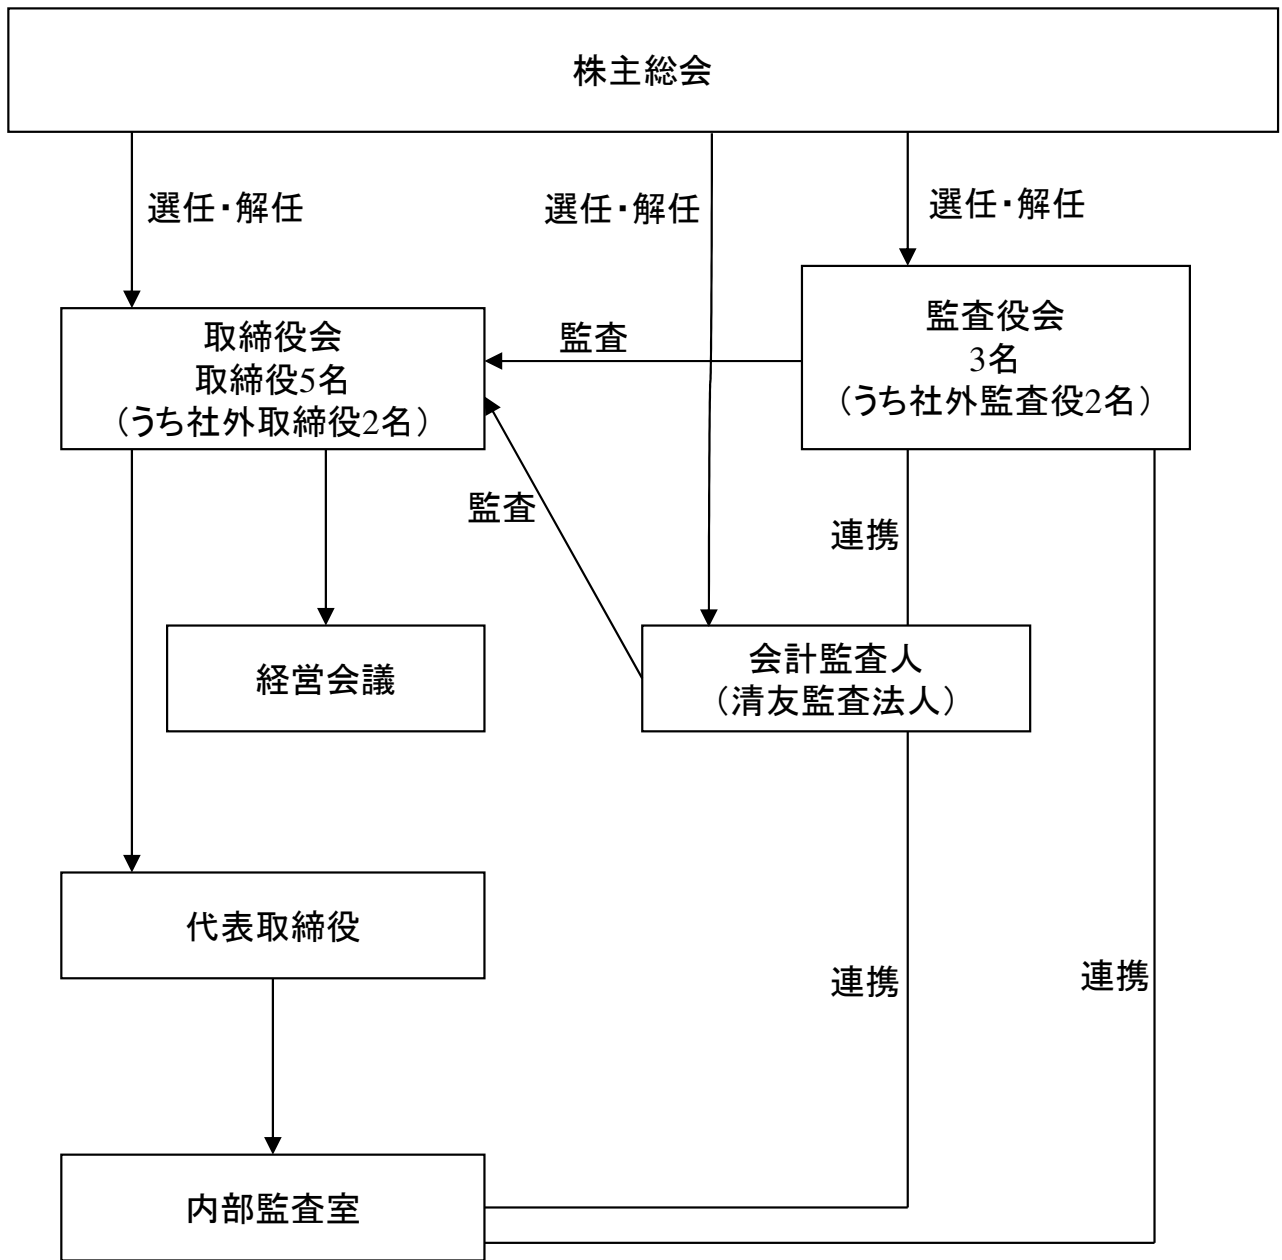 株主総会
選任・解任
選任・解任
選任・解任
取締役会
取締役5名
（うち社外取締役2名）
監査
監査役会
3名
（うち社外監査役2名）
監査
連携
経営会議
会計監査人
（清友監査法人）
代表取締役
連携
連携
内部監査室